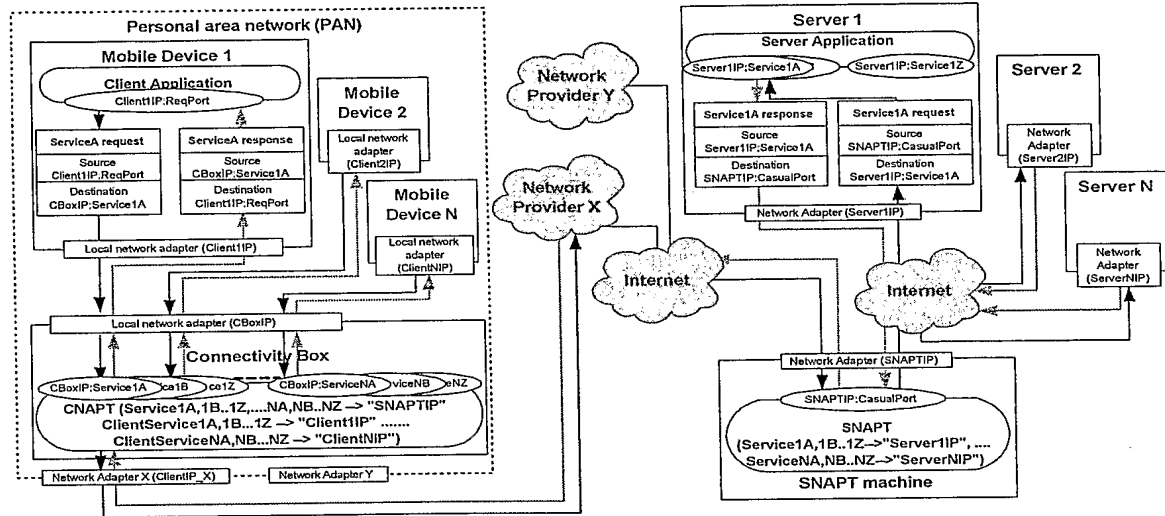 Personal area network (PAN)
Mobile Device 1
Client Application
Client1IP;ReqPort
ServiceA request
Source
Client1IP;ReqPort
Destination
CBoxIP;Service1A
ServiceA response
Source
CBoxIP;Service1A
Destination
Client1IP;ReqPort
Local network adapter (Client1IP)
Mobile
Device 2
Local network
adapter
(Client2IP)
Mobile
Device N
Local network
adapter
(ClientNIP)
Local network adapter (CBoxIP)
Connectivity Box
CBoxIP;Service1A
ce1B
ce1Z
CBoxIP;ServiceNA
viceNB
eNZ
CNAPT (Service1A,1B..1Z,....NA,NB..NZ –> "SNAPTIP"
ClientService1A,1B...1Z –> "Client1IP" .......
ClientServiceNA,NB...NZ –> "ClientNIP")
Network Adapter X (ClientIP_X)
Network Adapter Y
Network
Provider Y
Network
Provider X
Internet
Server 1
Server Application
Server1IP;Service1A
Server1IP;Service1Z
Service1A response
Source
Server1IP;Service1A
Destination
SNAPTIP;CasualPort
Service1A request
Source
SNAPTIP;CasualPort
Destination
Server1IP;Service1A
Network Adapter (Server1IP)
Server 2
Network
Adapter
(Server2IP)
Server N
Network
Adapter
(ServerNIP)
Internet
Network Adapter (SNAPTIP)
SNAPTIP;CasualPort
SNAPT
(Service1A,1B..1Z–>"Server1IP", ....
ServiceNA,NB..NZ–>"ServerNIP")
SNAPT machine